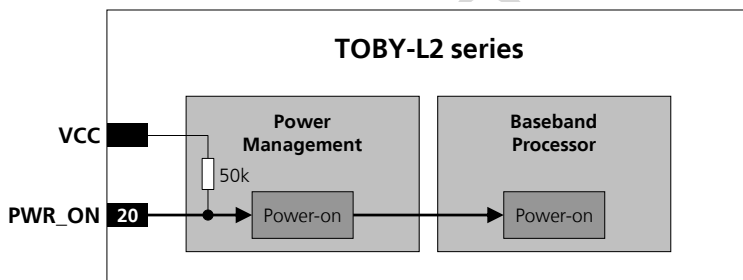 TOBY-L2 series
Power
Management
Baseband
Processor
VCC
50k
PWR_ON 20
Power-on
Power-on